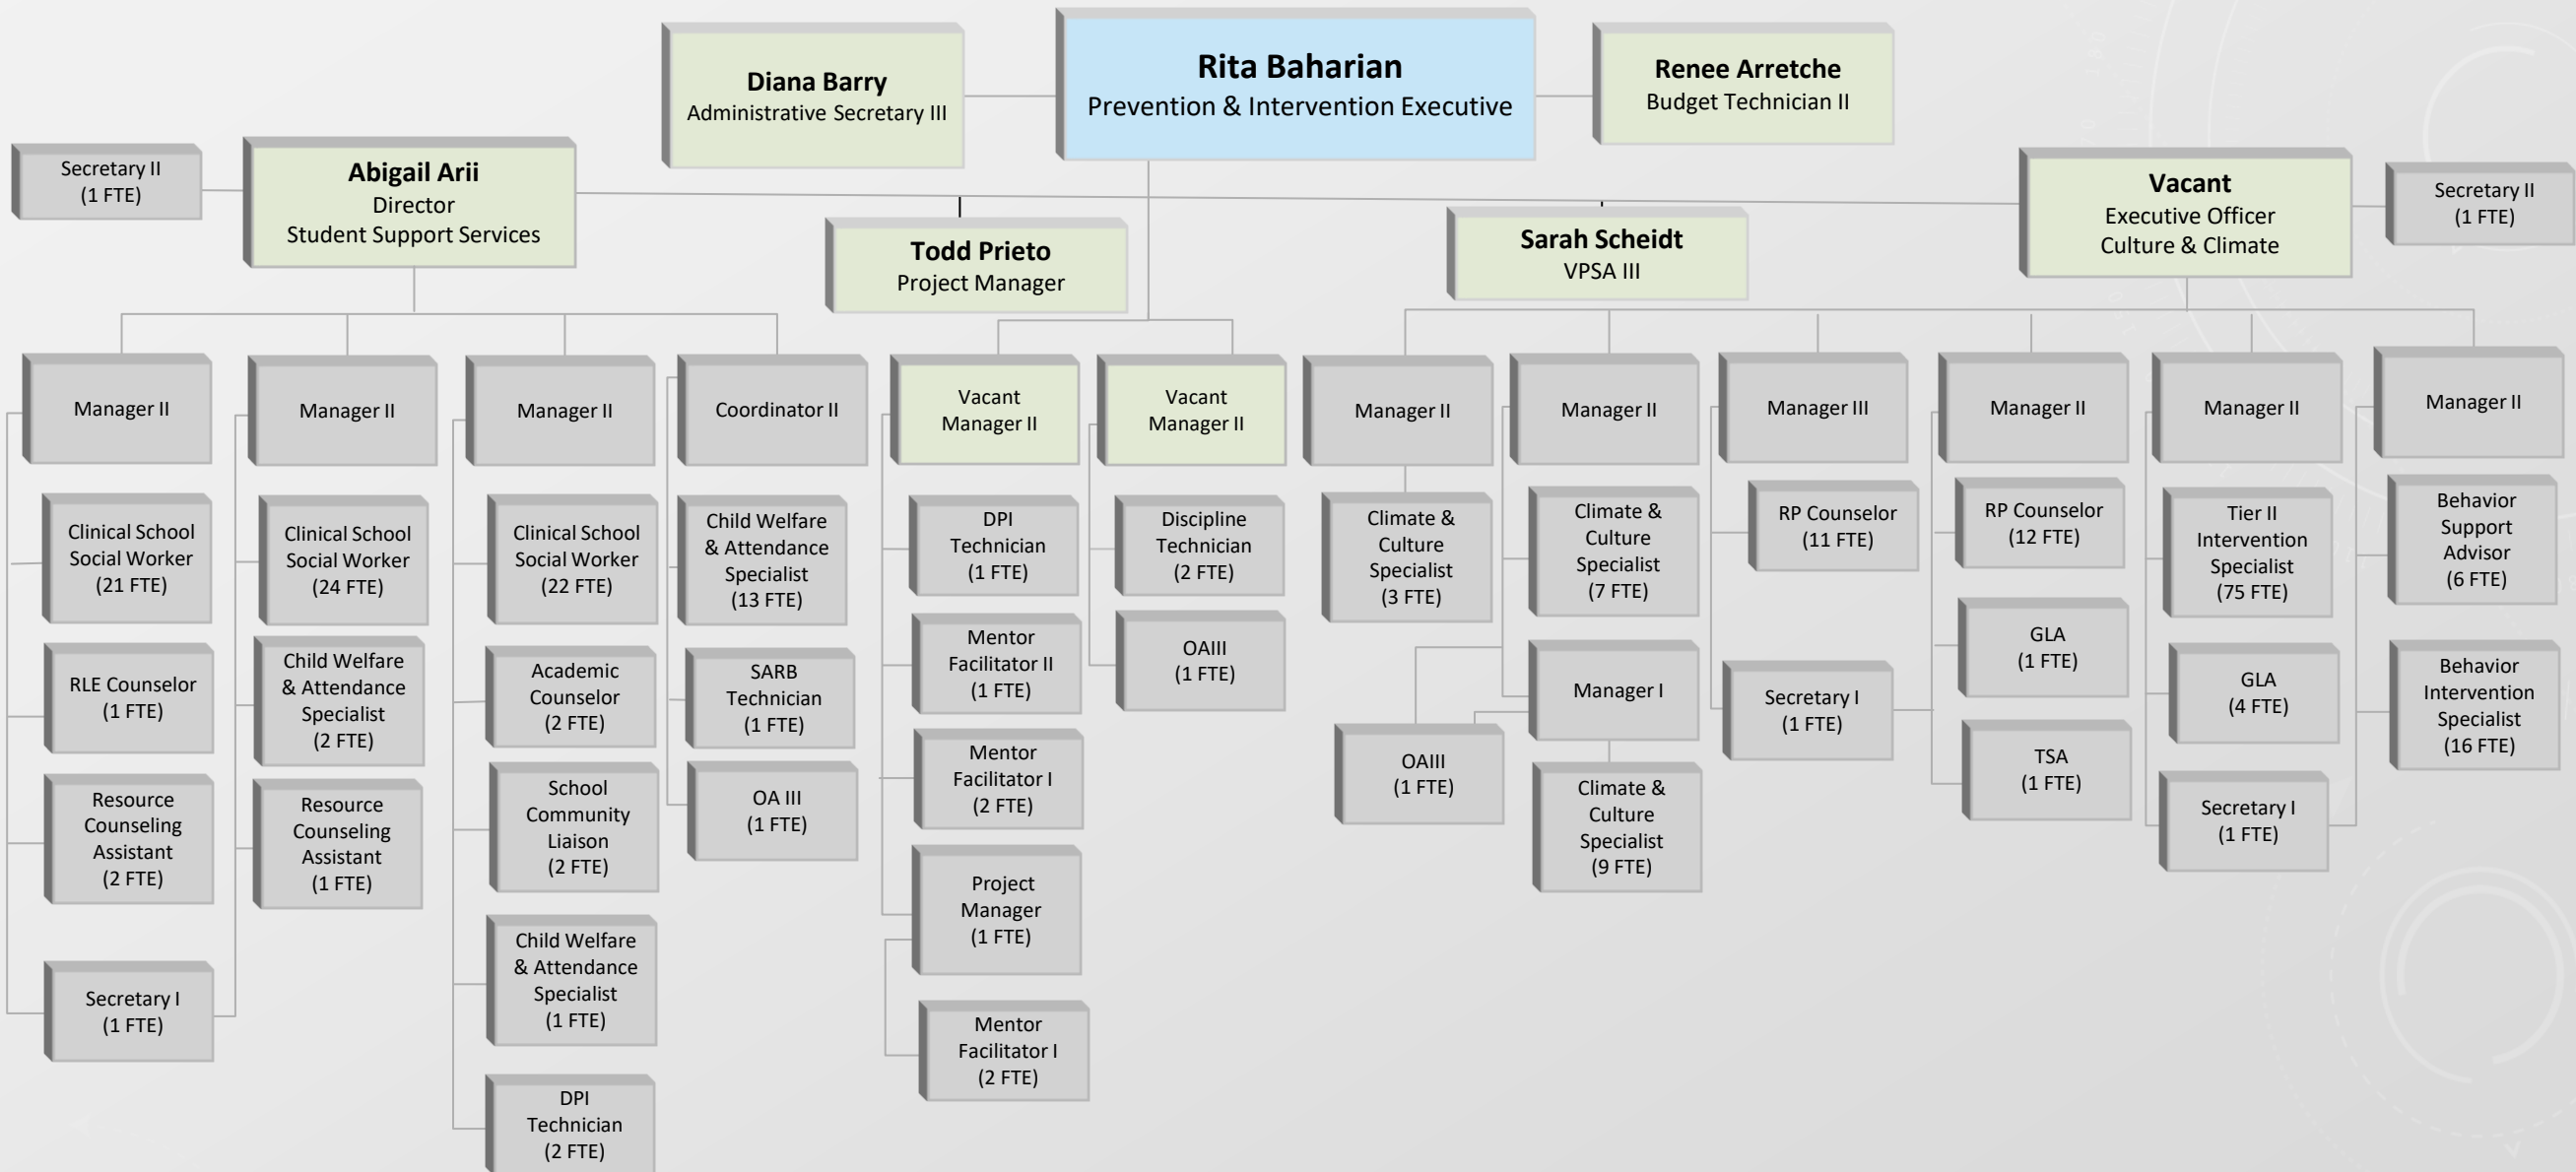 Rita Baharian
Prevention & Intervention Executive
Diana Barry
Administrative Secretary III
Renee Arretche
Budget Technician II
Secretary II
(1 FTE)
Abigail Arii
Director
Student Support Services
Todd Prieto
Project Manager
Sarah Scheidt
VPSA III
Vacant
Executive Officer
Culture & Climate
Secretary II
(1 FTE)
Manager II
Clinical School
Social Worker
(21 FTE)
RLE Counselor
(1 FTE)
Resource
Counseling
Assistant
(2 FTE)
Secretary I
(1 FTE)
Manager II
Clinical School
Social Worker
(24 FTE)
Child Welfare
& Attendance
Specialist
(2 FTE)
Resource
Counseling
Assistant
(1 FTE)
Manager II
Clinical School
Social Worker
(22 FTE)
Academic
Counselor
(2 FTE)
School
Community
Liaison
(2 FTE)
Child Welfare
& Attendance
Specialist
(1 FTE)
DPI
Technician
(2 FTE)
Coordinator II
Child Welfare
& Attendance
Specialist
(13 FTE)
SARB
Technician
(1 FTE)
OA III
(1 FTE)
Vacant
Manager II
DPI
Technician
(1 FTE)
Mentor
Facilitator II
(1 FTE)
Mentor
Facilitator I
(2 FTE)
Project
Manager
(1 FTE)
Mentor
Facilitator I
(2 FTE)
Vacant
Manager II
Discipline
Technician
(2 FTE)
OAIII
(1 FTE)
Manager II
Climate &
Culture
Specialist
(3 FTE)
OAIII
(1 FTE)
Manager II
Climate &
Culture
Specialist
(7 FTE)
Manager I
Climate &
Culture
Specialist
(9 FTE)
Manager III
RP Counselor
(11 FTE)
Secretary I
(1 FTE)
Manager II
RP Counselor
(12 FTE)
GLA
(1 FTE)
TSA
(1 FTE)
Manager II
Tier II
Intervention
Specialist
(75 FTE)
GLA
(4 FTE)
Secretary I
(1 FTE)
Manager II
Behavior
Support
Advisor
(6 FTE)
Behavior
Intervention
Specialist
(16 FTE)